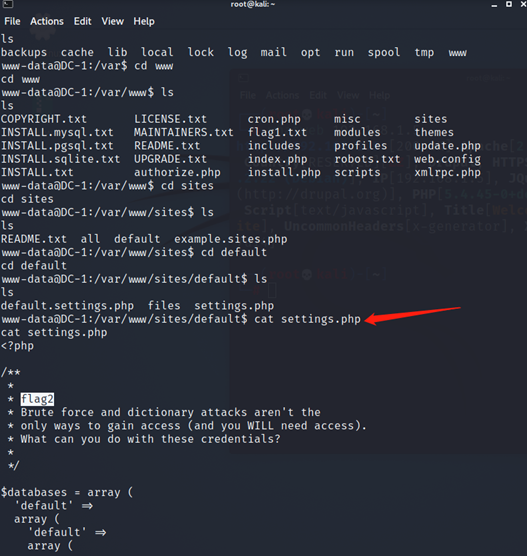 root@kali: ~
File Actions Edit View Help
ls
backups cache lib local lock log mail opt run spool tmp www
www-data@DC-1:/var$ cd www
cd www
www-data@DC-1:/var/www$ ls
ls
COPYRIGHT.txt LICENSE.txt cron.php misc sites
INSTALL.mysql.txt MAINTAINERS.txt flag1.txt modules themes
INSTALL.pgsql.txt README.txt includes profiles update.php
INSTALL.sqlite.txt UPGRADE.txt index.php robots.txt web.config
INSTALL.txt authorize.php install.php scripts xmlrpc.php
www-data@DC-1:/var/www$ cd sites
cd sites
www-data@DC-1:/var/www/sites$ ls
ls
README.txt all default example.sites.php
www-data@DC-1:/var/www/sites$ cd default
cd default
www-data@DC-1:/var/www/sites/default$ ls
ls
default.settings.php files settings.php
www-data@DC-1:/var/www/sites/default$ cat settings.php
cat settings.php
<?php
/**
*
* flag2
* Brute force and dictionary attacks aren't the
* only ways to gain access (and you WILL need access).
* What can you do with these credentials?
*
*/
$databases = array (
'default' ⇒
array (
'default' ⇒
array (